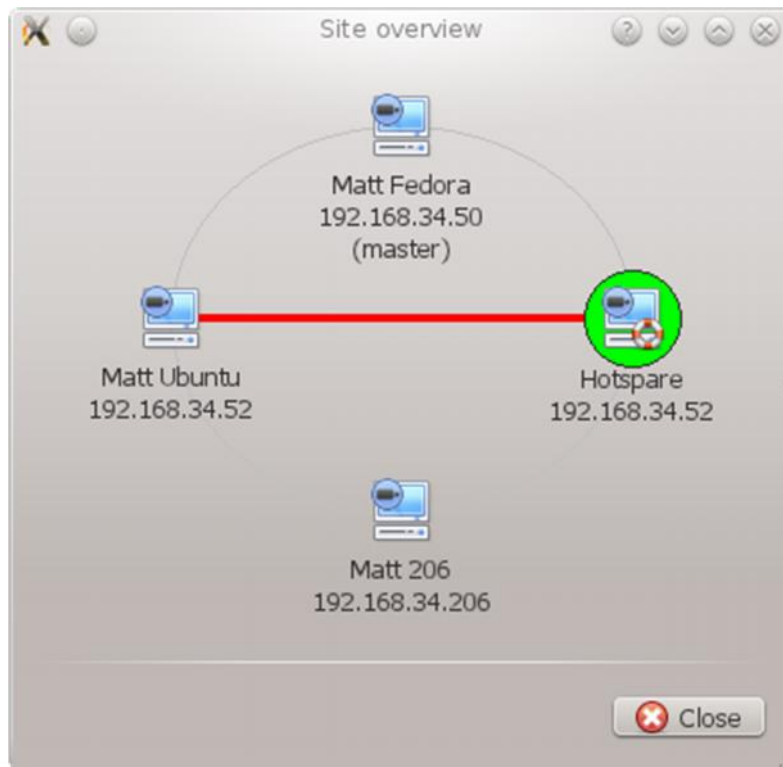 Site overview
Matt Fedora
192.168.34.50
(master)
Matt Ubuntu
192.168.34.52
Hotspare
192.168.34.52
Matt 206
192.168.34.206
Close